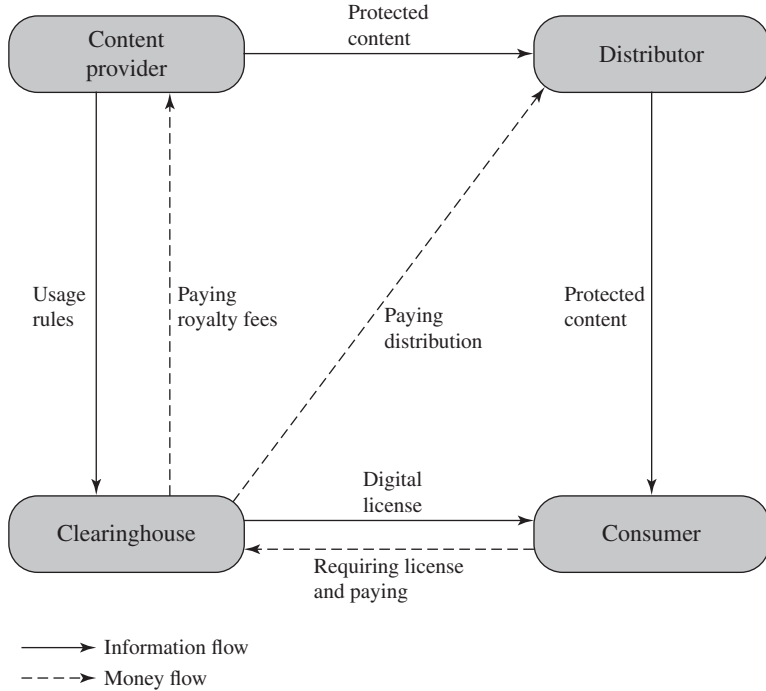 Protected
content
Content
provider
Distributor
Usage
rules
Paying
royalty fees
Paying
distribution
Protected
content
Digital
license
Clearinghouse
Consumer
Requiring license
and paying
Information flow
Money flow